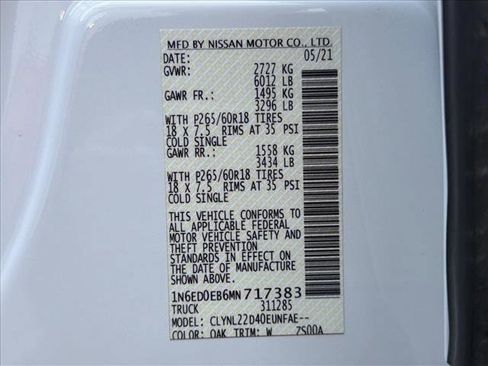 MFD BY NISSAN MOTOR CO., LTD.
DATE: 05/21
GVWR: 2727 KG
6012 LB
GAWR FR.: 1495 KG
3296 LB
WITH P265/60R18 TIRES
18 X 7.5 RIMS AT 35 PSI
COLD SINGLE
GAWR RR.: 1558 KG
3434 LB
WITH P265/60R18 TIRES
18 X 7.5 RIMS AT 35 PSI
COLD SINGLE
THIS VEHICLE CONFORMS TO
ALL APPLICABLE FEDERAL
MOTOR VEHICLE SAFETY AND
THEFT PREVENTION
STANDARDS IN EFFECT ON
THE DATE OF MANUFACTURE
SHOWN ABOVE.
1N6ED0EB6MN717383
TRUCK 311285
MODEL: CLYNL22D40EUNFAE--
COLOR: QAK TRIM: W ZS00A